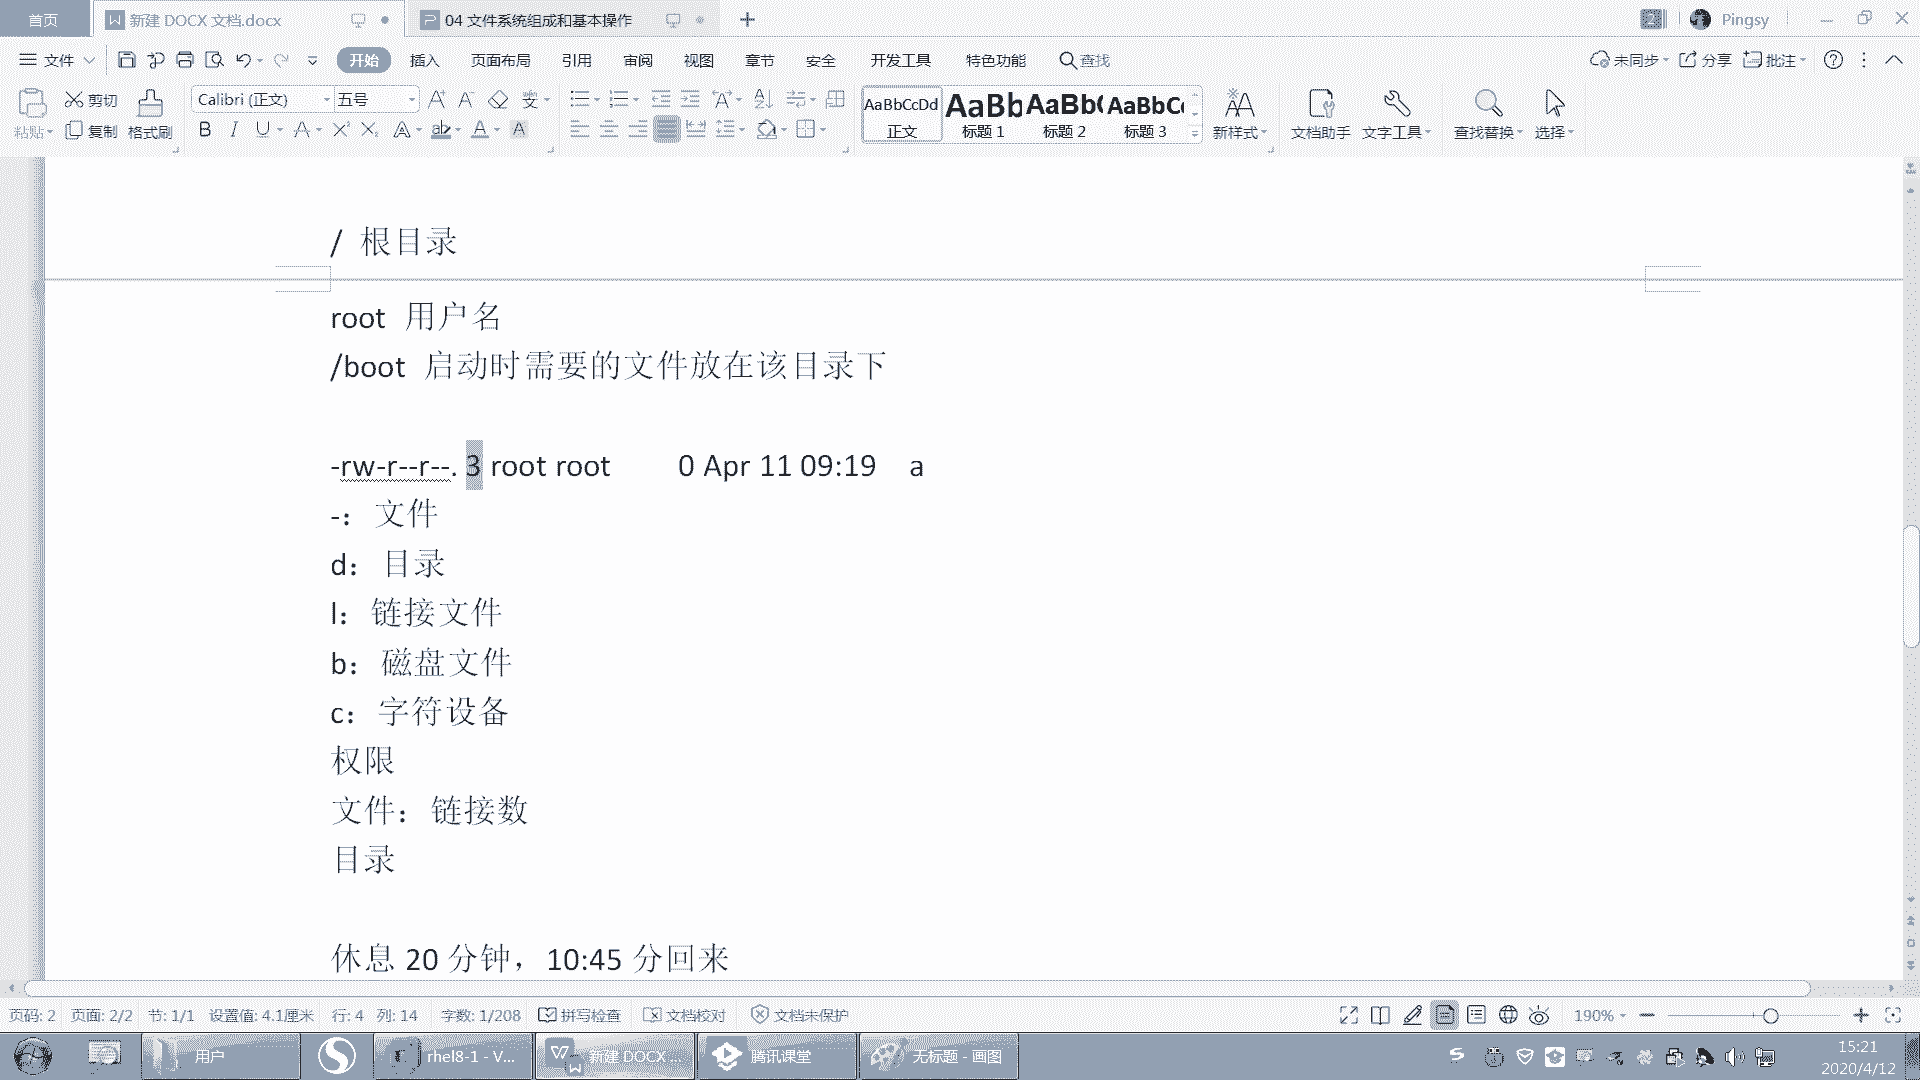 首页
新建 DOCX 文档.docx
04 文件系统组成和基本操作
Pingsy
文件
开始
插入
页面布局
引用
审阅
视图
章节
安全
开发工具
特色功能
查找
未同步
分享
批注
粘贴
剪切
复制
格式刷
Calibri (正文)
五号
AaBbCcDd
正文
AaBb
标题 1
AaBb(
标题 2
AaBbC
标题 3
新样式
文档助手
文字工具
查找替换
选择
/ 根目录
root 用户名
/boot 启动时需要的文件放在该目录下
-rw-r--r--. 3 root root 0 Apr 11 09:19 a
-：文件
d：目录
l：链接文件
b：磁盘文件
c：字符设备
权限
文件：链接数
目录
休息 20 分钟，10:45 分回来
页码: 2 页面: 2/2 节: 1/1 设置值: 4.1厘米 行: 4 列: 14 字数: 1/208 拼写检查 文档校对 文档未保护 190%
用户
rhel8-1 - V...
新建 DOCX ...
腾讯课堂
无标题 - 画图
15:21
2020/4/12